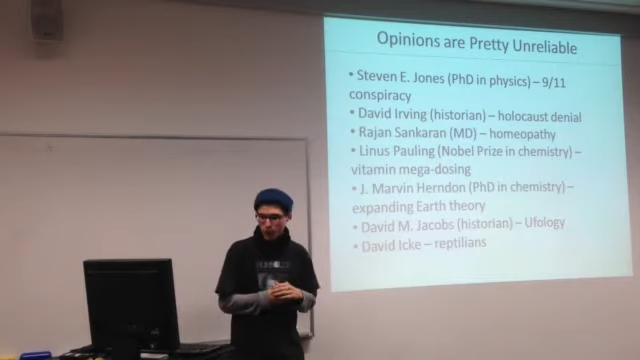 Opinions are Pretty Unreliable
• Steven E. Jones (PhD in physics) – 9/11
conspiracy
• David Irving (historian) – holocaust denial
• Rajan Sankaran (MD) – homeopathy
• Linus Pauling (Nobel Prize in chemistry) –
vitamin mega-dosing
• J. Marvin Herndon (PhD in chemistry) –
expanding Earth theory
• David M. Jacobs (historian) – Ufology
• David Icke – reptilians